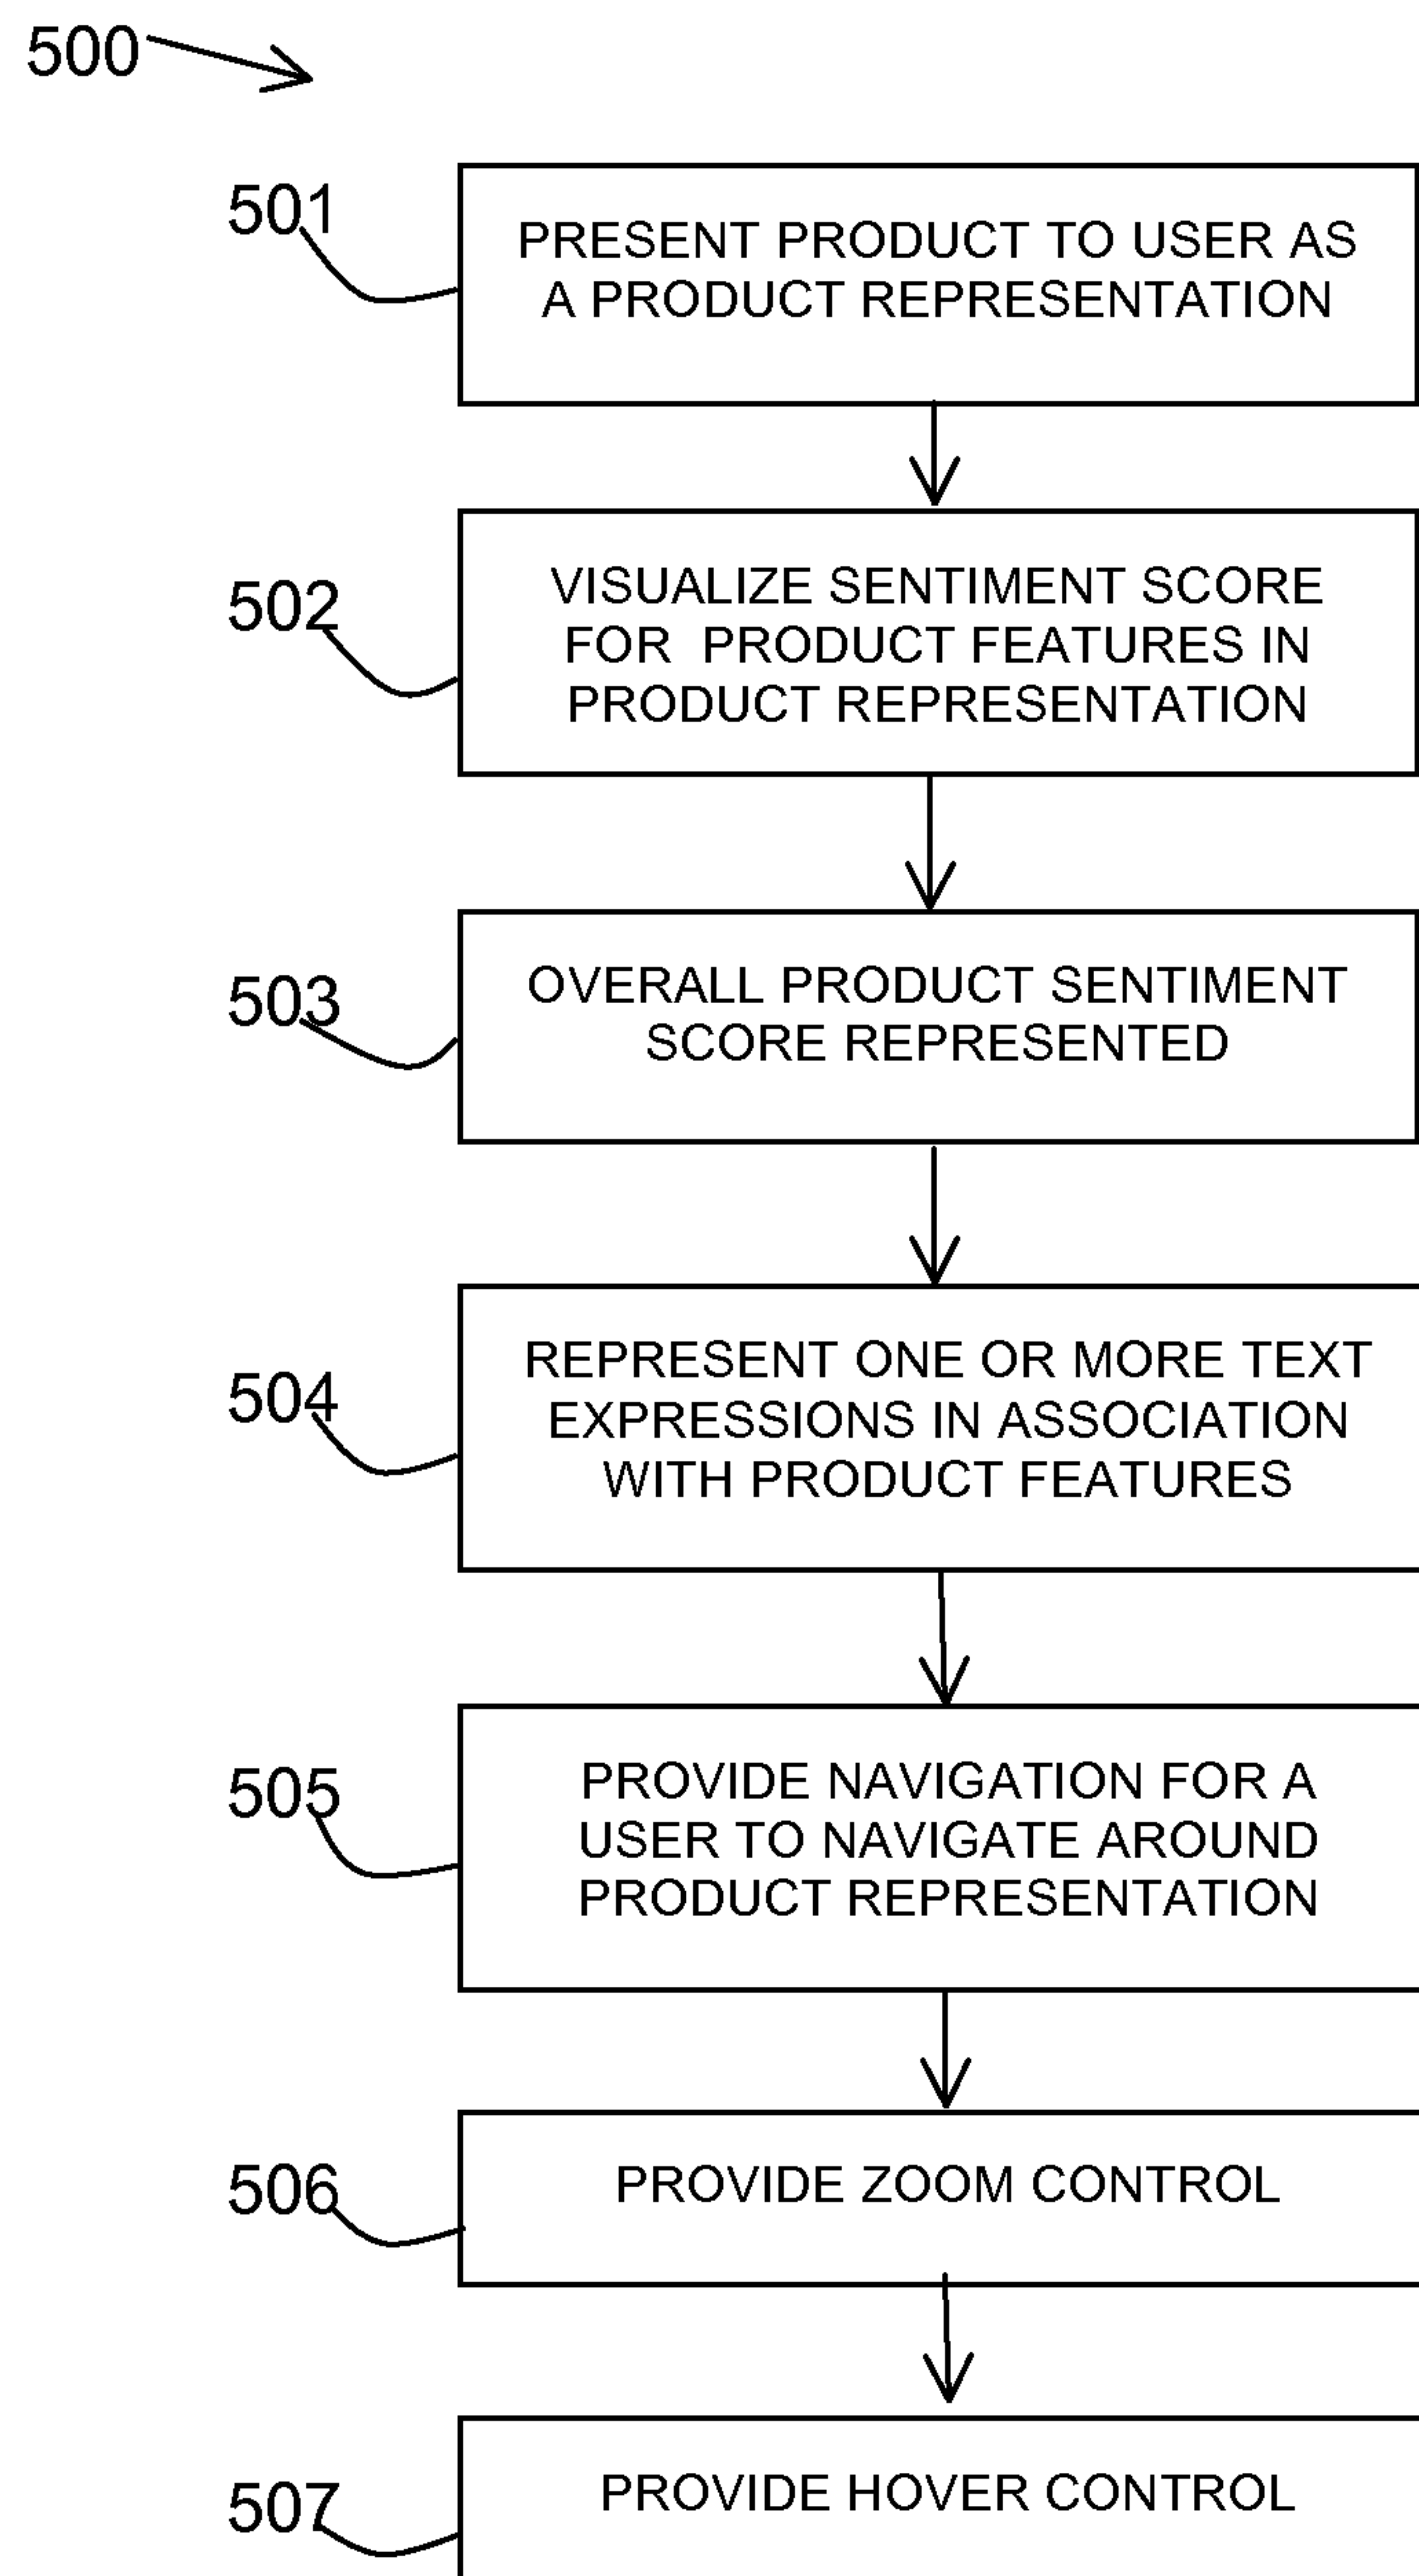 500
501
PRESENT PRODUCT TO USER AS
A PRODUCT REPRESENTATION
502
VISUALIZE SENTIMENT SCORE
FOR PRODUCT FEATURES IN
PRODUCT REPRESENTATION
503
OVERALL PRODUCT SENTIMENT
SCORE REPRESENTED
504
REPRESENT ONE OR MORE TEXT
EXPRESSIONS IN ASSOCIATION
WITH PRODUCT FEATURES
505
PROVIDE NAVIGATION FOR A
USER TO NAVIGATE AROUND
PRODUCT REPRESENTATION
506
PROVIDE ZOOM CONTROL
507
PROVIDE HOVER CONTROL